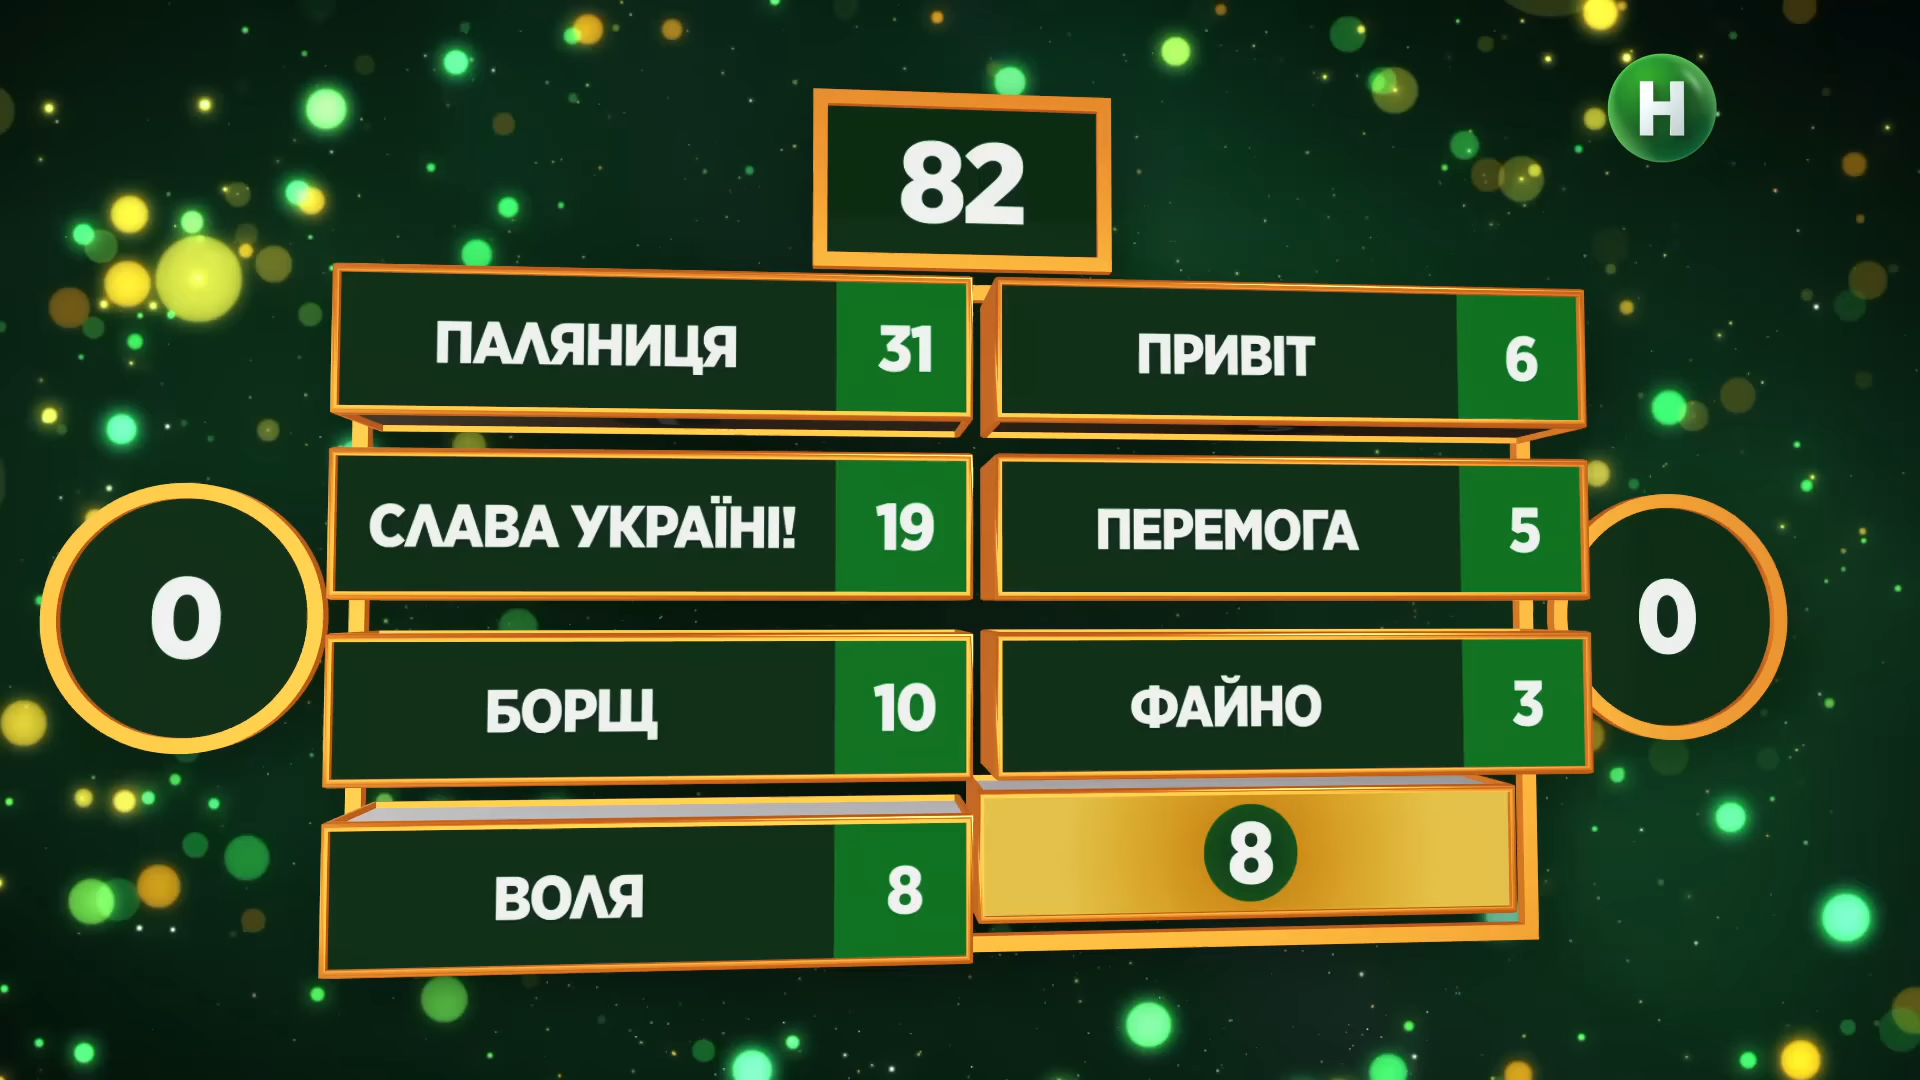 H
82
ПАЛЯНИЦЯ 31
ПРИВІТ 6
СЛАВА УКРАЇНІ! 19
ПЕРЕМОГА 5
0
0
БОРЩ 10
ФАЙНО 3
ВОЛЯ 8
8